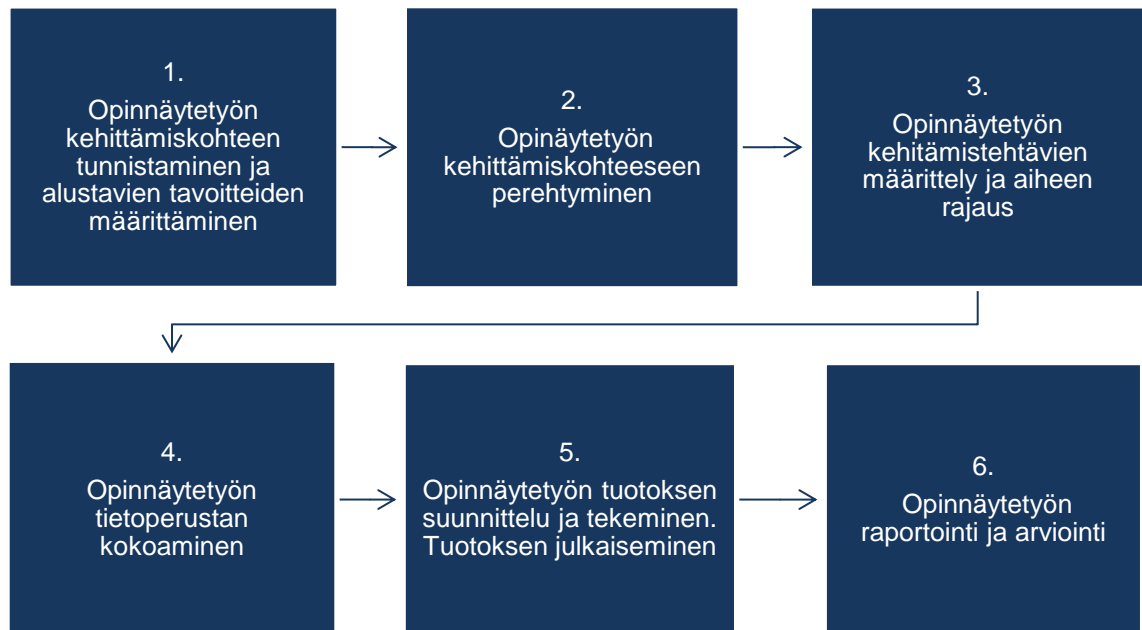 1.
Opinnäytetyön
kehittämiskohteen
tunnistaminen ja
alustavien tavoitteiden
määrittäminen
2.
Opinäytetyön
kehittämiskohteeseen
perehtyminen
3.
Opinnäytetyön
kehitämistehtävien
määrittely ja aiheen
rajaus
4.
Opinnäytetyön
tietoperustan
kokoaminen
5.
Opinnäytetyön tuotoksen
suunnittelu ja tekeminen.
Tuotoksen julkaiseminen
6.
Opinnäytetyön
raportointi ja arviointi